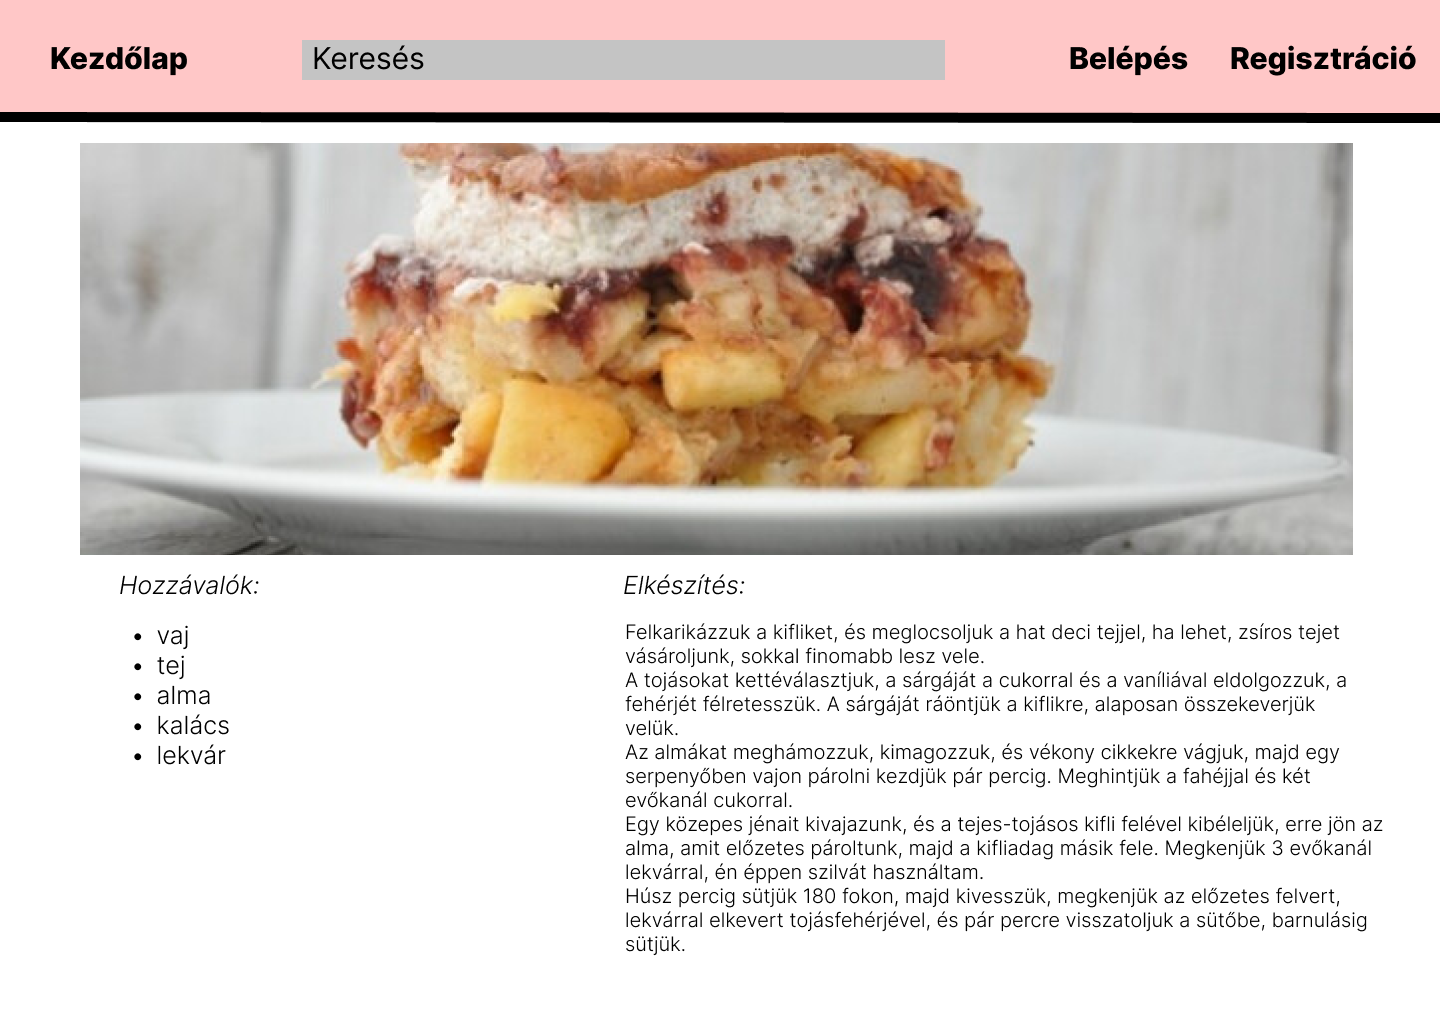 Kezdőlap
Keresés
Belépés
Regisztráció
Hozzávalók:
• vaj
• tej
• alma
• kalács
• lekvár
Elkészítés:
Felkarikázzuk a kifliket, és meglocsoljuk a hat deci tejjel, ha lehet, zsíros tejet
vásároljunk, sokkal finomabb lesz vele.
A tojásokat kettéválasztjuk, a sárgáját a cukorral és a vaníliával eldolgozzuk, a
fehérjét félretesszük. A sárgáját ráöntjük a kiflikre, alaposan összekeverjük
velük.
Az almákat meghámozzuk, kimagozzuk, és vékony cikkekre vágjuk, majd egy
serpenyőben vajon párolni kezdjük pár percig. Meghintjük a fahéjjal és két
evőkanál cukorral.
Egy közepes jénait kivajazunk, és a tejes-tojásos kifli felével kibéleljük, erre jön az
alma, amit előzetes pároltunk, majd a kifliadag másik fele. Megkenjük 3 evőkanál
lekvárral, én éppen szilvát használtam.
Húsz percig sütjük 180 fokon, majd kivesszük, megkenjük az előzetes felvert,
lekvárral elkevert tojásfehérjével, és pár percre visszatoljuk a sütőbe, barnulásig
sütjük.